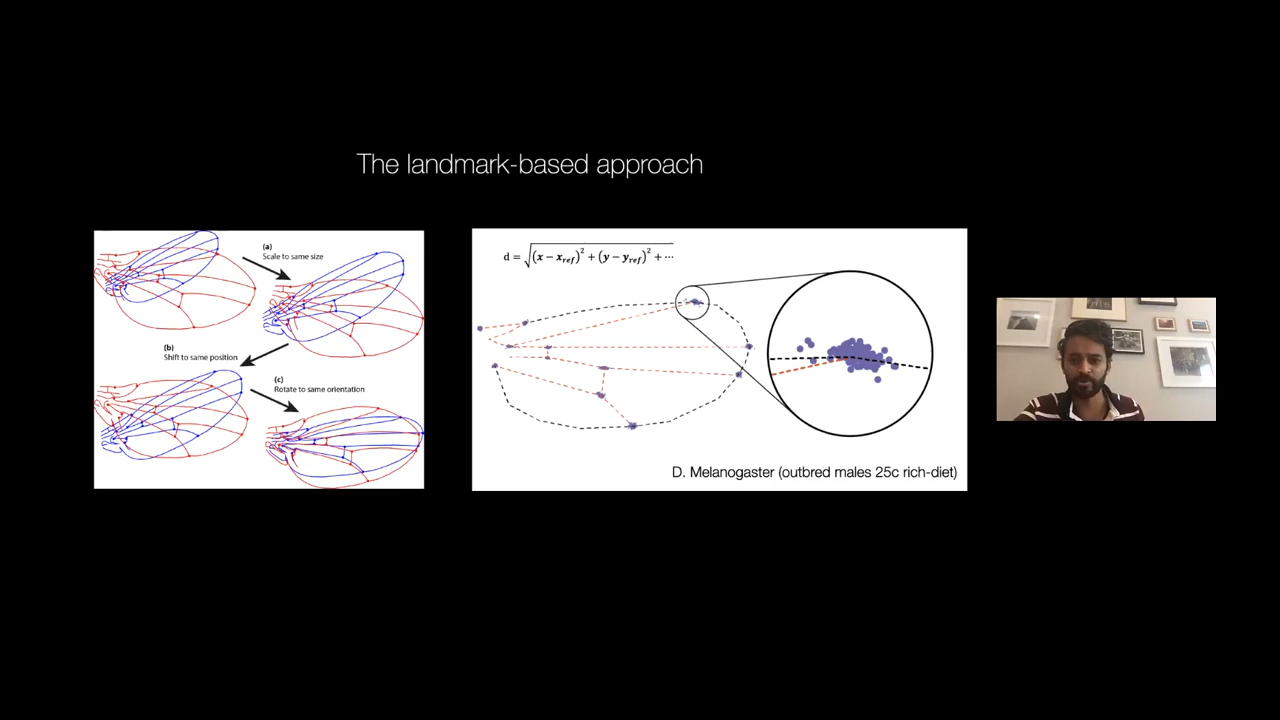 The landmark-based approach
(a)
Scale to same size
(b)
Shift to same position
(c)
Rotate to same orientation
d = √(x − x_ref)² + (y − y_ref)² + ⋯
D. Melanogaster (outbred males 25c rich-diet)